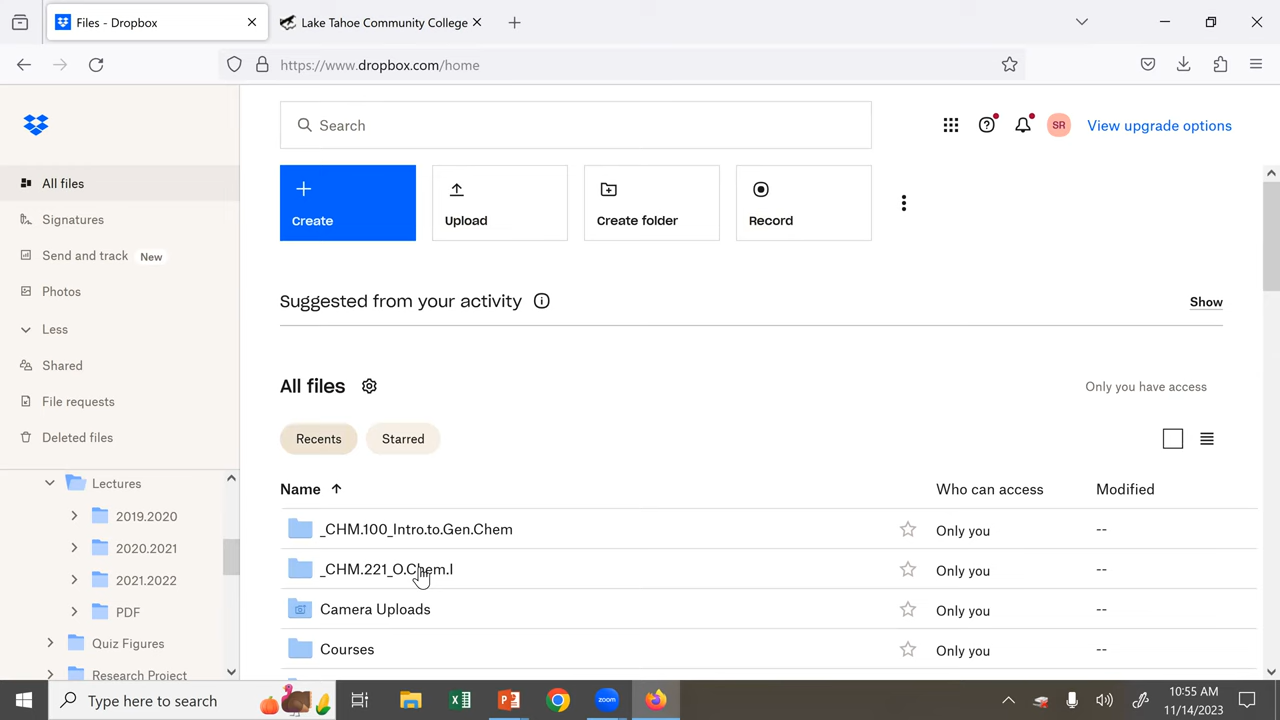 Files - Dropbox
Lake Tahoe Community College
https://www.dropbox.com/home
Search
SR
View upgrade options
All files
Signatures
Send and track New
Photos
Less
Shared
File requests
Deleted files
Lectures
2019.2020
2020.2021
2021.2022
PDF
Quiz Figures
Research Project
Create
Upload
Create folder
Record
Suggested from your activity
Show
All files
Only you have access
Recents
Starred
Name
Who can access
Modified
_CHM.100_Intro.to.Gen.Chem
Only you
--
_CHM.221_O.Chem.I
Only you
--
Camera Uploads
Only you
--
Courses
Only you
--
Type here to search
zoom
10:55 AM
11/14/2023